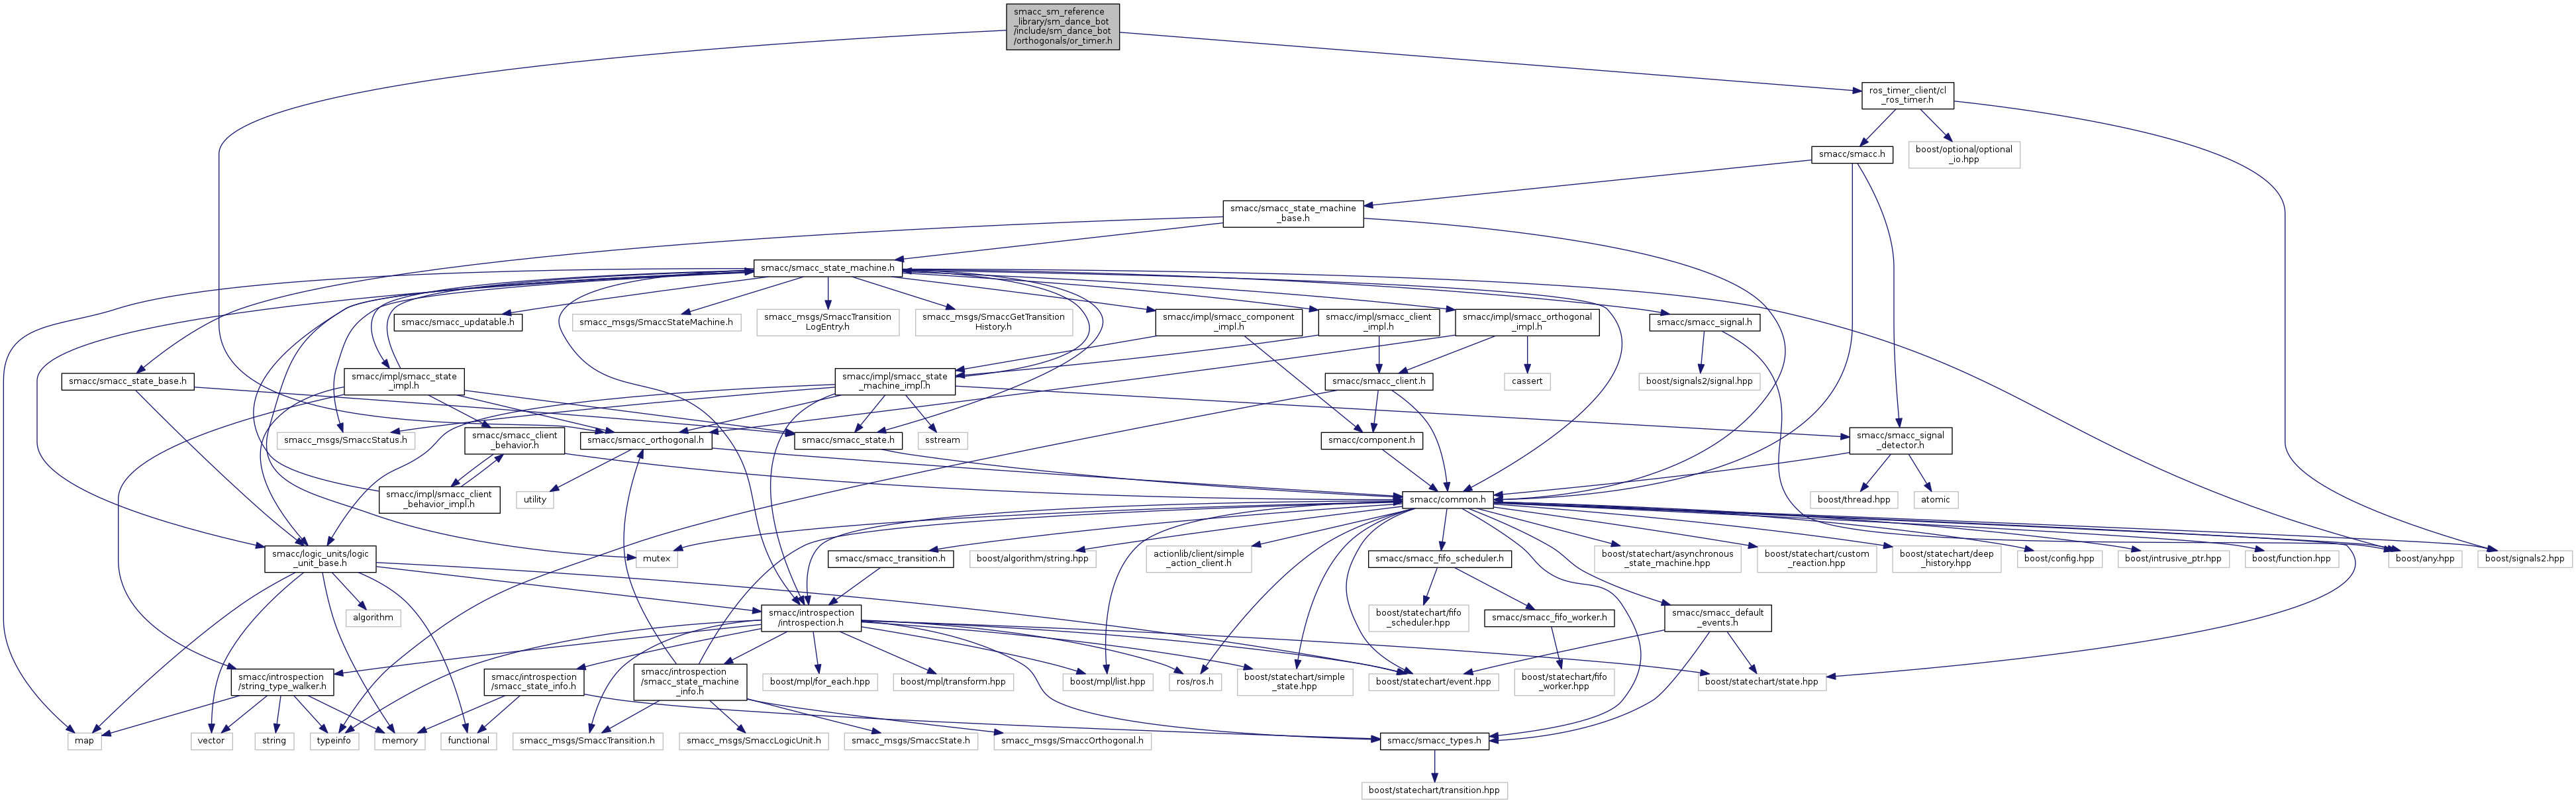 smacc_sm_reference
_library/sm_dance_bot
/include/sm_dance_bot
/orthogonals/or_timer.h
ros_timer_client/cl
_ros_timer.h
smacc/smacc.h
boost/optional/optional
_io.hpp
smacc/smacc_state_machine
_base.h
smacc/smacc_state_machine.h
smacc/smacc_updatable.h
smacc_msgs/SmaccStateMachine.h
smacc_msgs/SmaccTransition
LogEntry.h
smacc_msgs/SmaccGetTransition
History.h
smacc/impl/smacc_component
_impl.h
smacc/impl/smacc_client
_impl.h
smacc/impl/smacc_orthogonal
_impl.h
smacc/smacc_signal.h
smacc/smacc_state_base.h
smacc/impl/smacc_state
_impl.h
smacc/impl/smacc_state
_machine_impl.h
smacc/smacc_client.h
cassert
boost/signals2/signal.hpp
smacc_msgs/SmaccStatus.h
smacc/smacc_client
_behavior.h
smacc/smacc_orthogonal.h
smacc/smacc_state.h
sstream
smacc/component.h
smacc/smacc_signal
_detector.h
smacc/impl/smacc_client
_behavior_impl.h
utility
smacc/common.h
boost/thread.hpp
atomic
smacc/logic_units/logic
_unit_base.h
mutex
smacc/smacc_transition.h
boost/algorithm/string.hpp
actionlib/client/simple
_action_client.h
smacc/smacc_fifo_scheduler.h
boost/statechart/asynchronous
_state_machine.hpp
boost/statechart/custom
_reaction.hpp
boost/statechart/deep
_history.hpp
boost/config.hpp
boost/intrusive_ptr.hpp
boost/function.hpp
boost/any.hpp
boost/signals2.hpp
algorithm
smacc/introspection
/introspection.h
boost/statechart/fifo
_scheduler.hpp
smacc/smacc_fifo_worker.h
smacc/smacc_default
_events.h
smacc/introspection
/string_type_walker.h
smacc/introspection
/smacc_state_info.h
smacc/introspection
/smacc_state_machine
_info.h
boost/mpl/for_each.hpp
boost/mpl/transform.hpp
boost/mpl/list.hpp
ros/ros.h
boost/statechart/simple
_state.hpp
boost/statechart/event.hpp
boost/statechart/fifo
_worker.hpp
boost/statechart/state.hpp
map
vector
string
typeinfo
memory
functional
smacc_msgs/SmaccTransition.h
smacc_msgs/SmaccLogicUnit.h
smacc_msgs/SmaccState.h
smacc_msgs/SmaccOrthogonal.h
smacc/smacc_types.h
boost/statechart/transition.hpp